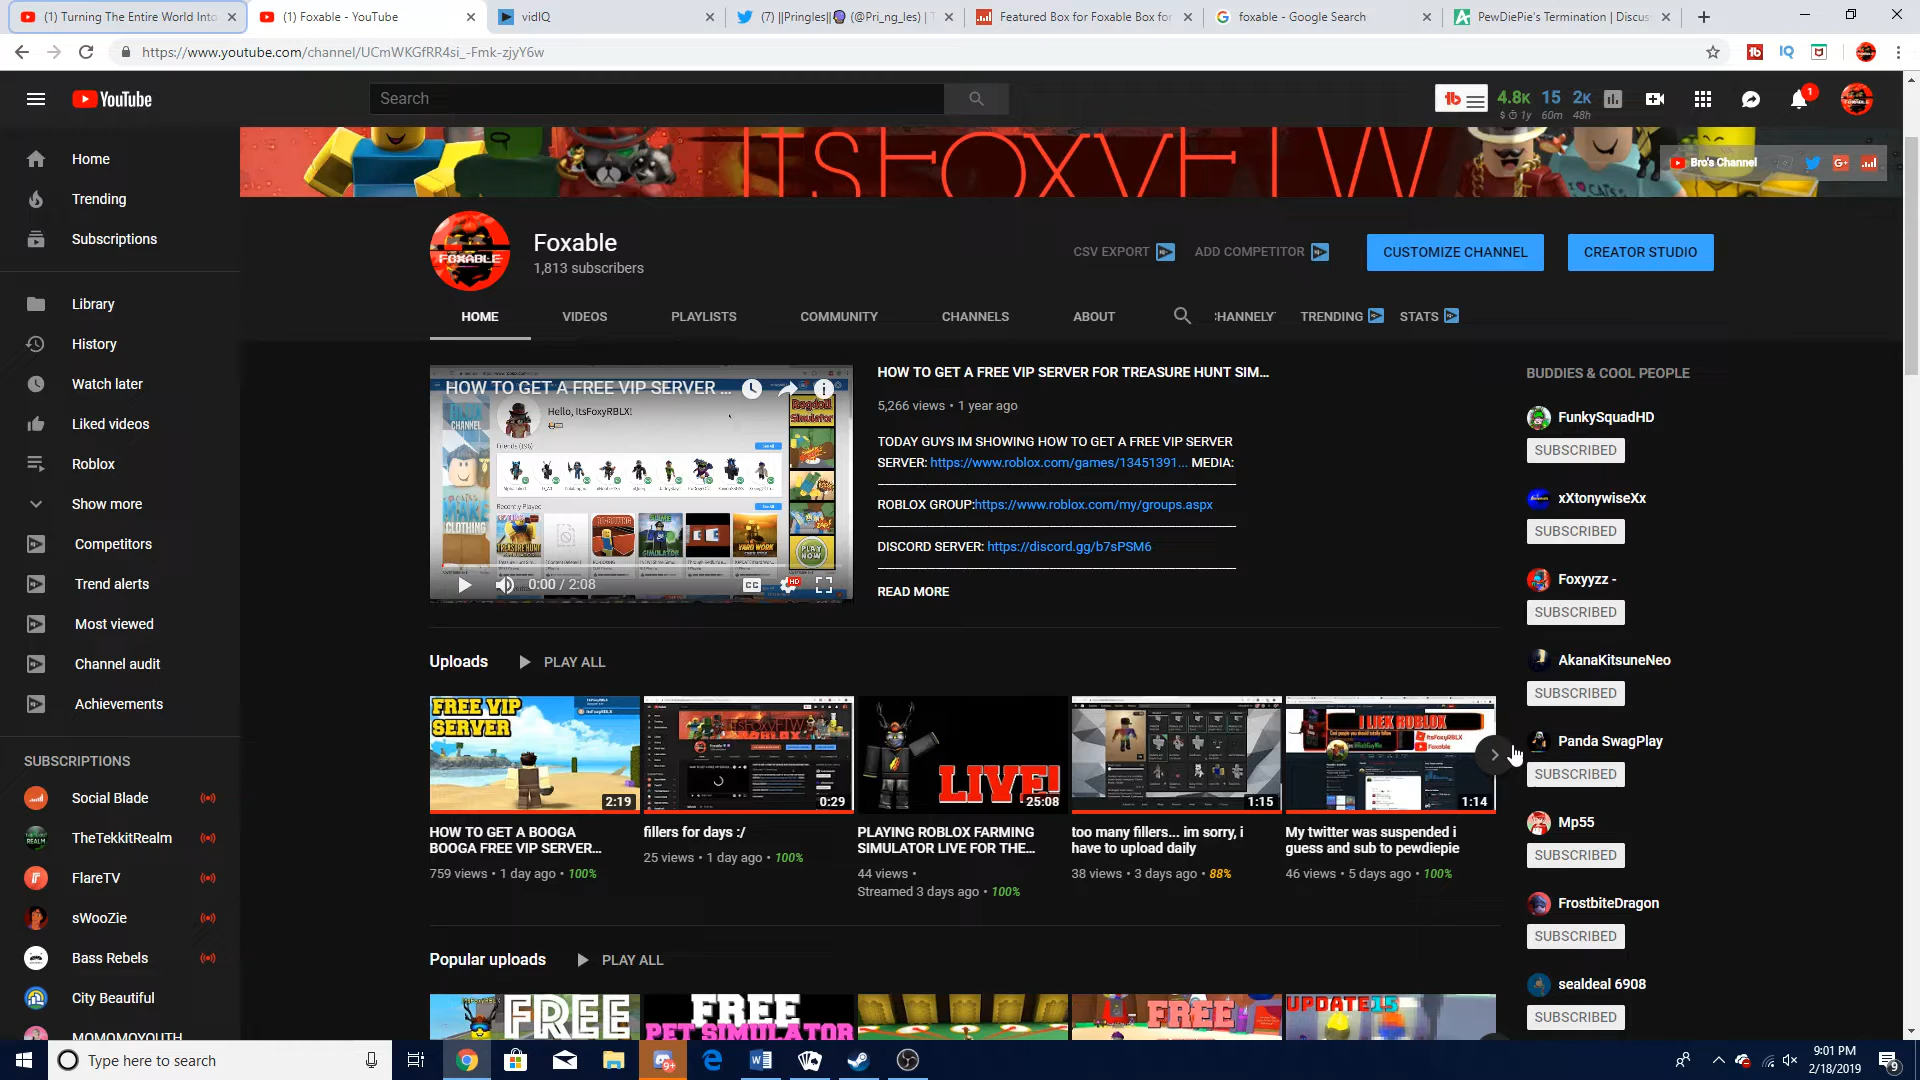 (1) Turning The Entire World Into
(1) Foxable - YouTube
vidIQ
(7) ||Pringles|| (@Pri_ng_les) | T
Featured Box for Foxable Box for
foxable - Google Search
PewDiePie's Termination | Discus
https://www.youtube.com/channel/UCmWKGfRR4si_-Fmk-zjyY6w
YouTube
Search
4.8K 15 2K
1y 60m 48h
1
Home
Trending
Subscriptions
Library
History
Watch later
Liked videos
Roblox
Show more
Competitors
Trend alerts
Most viewed
Channel audit
Achievements
SUBSCRIPTIONS
Social Blade
TheTekkitRealm
FlareTV
sWooZie
Bass Rebels
City Beautiful
MOMOMOYOUTH
Bro's Channel
FOXABLE
Foxable
1,813 subscribers
CSV EXPORT
ADD COMPETITOR
CUSTOMIZE CHANNEL
CREATOR STUDIO
HOME
VIDEOS
PLAYLISTS
COMMUNITY
CHANNELS
ABOUT
TRENDING
STATS
HOW TO GET A FREE VIP SERVER ...
Hello, ItsFoxyRBLX!
0:00 / 2:08
CC
HD
HOW TO GET A FREE VIP SERVER FOR TREASURE HUNT SIM...
5,266 views • 1 year ago
TODAY GUYS IM SHOWING HOW TO GET A FREE VIP SERVER
SERVER: https://www.roblox.com/games/13451391... MEDIA:
ROBLOX GROUP:https://www.roblox.com/my/groups.aspx
DISCORD SERVER: https://discord.gg/b7sPSM6
READ MORE
Uploads
PLAY ALL
FREE VIP
SERVER
2:19
HOW TO GET A BOOGA
BOOGA FREE VIP SERVER...
759 views • 1 day ago • 100%
0:29
fillers for days :/
25 views • 1 day ago • 100%
LIVE!
25:08
PLAYING ROBLOX FARMING
SIMULATOR LIVE FOR THE...
44 views •
Streamed 3 days ago • 100%
1:15
too many fillers... im sorry, i
have to upload daily
38 views • 3 days ago • 88%
I LIEK ROBLOX
ItsFoxyRBLX
Foxable
1:14
My twitter was suspended i
guess and sub to pewdiepie
46 views • 5 days ago • 100%
Popular uploads
PLAY ALL
FREE
FREE
PET SIMULATOR
FREE
UPDATE15
BUDDIES & COOL PEOPLE
FunkySquadHD
SUBSCRIBED
xXtonywiseXx
SUBSCRIBED
Foxyyzz -
SUBSCRIBED
AkanaKitsuneNeo
SUBSCRIBED
Panda SwagPlay
SUBSCRIBED
Mp55
SUBSCRIBED
FrostbiteDragon
SUBSCRIBED
sealdeal 6908
SUBSCRIBED
Type here to search
9:01 PM
2/18/2019